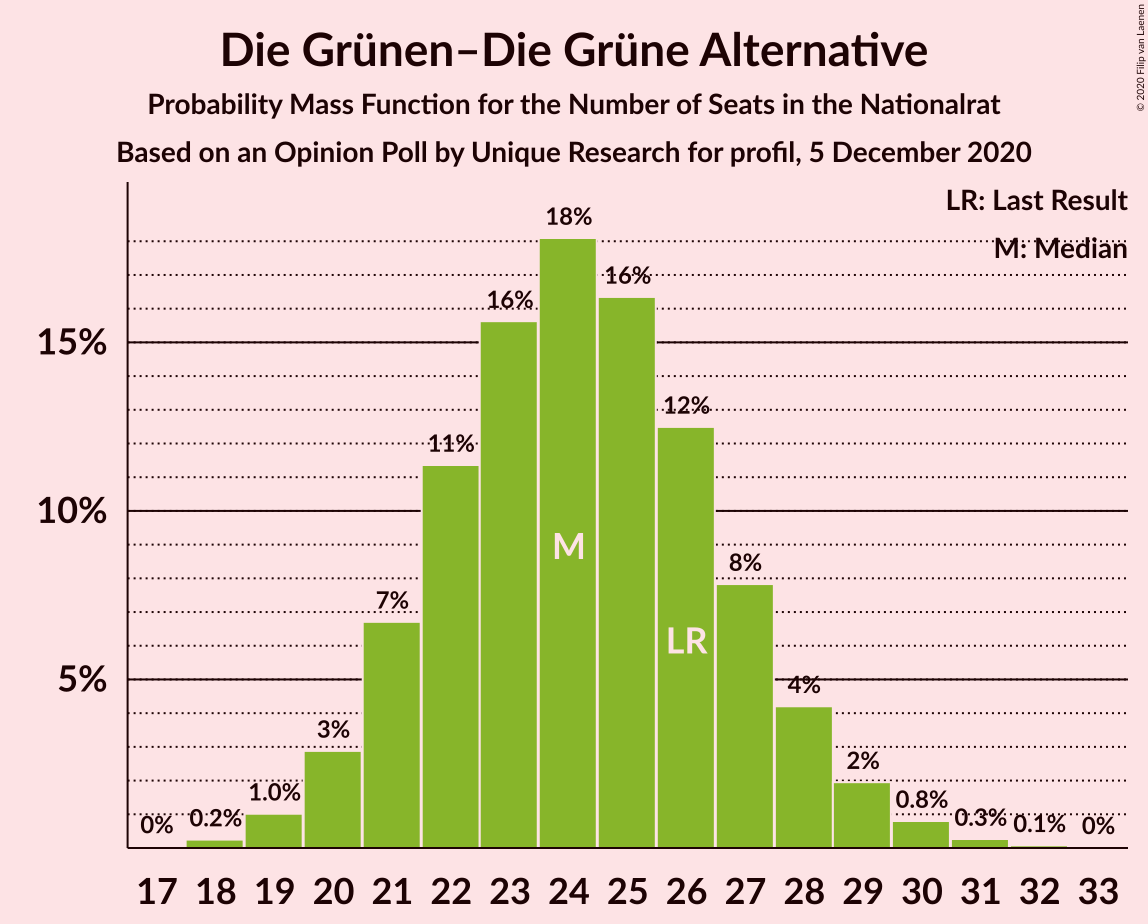 Die Grünen–Die Grüne Alternative
Probability Mass Function for the Number of Seats in the Nationalrat
Based on an Opinion Poll by Unique Research for profil, 5 December 2020
© 2020 Filip van Laenen
LR: Last Result
M: Median
15%
10%
5%
0%
0.2%
1.0%
3%
7%
11%
16%
18%
16%
12%
8%
4%
2%
0.8%
0.3%
0.1%
0%
M
LR
17 18 19 20 21 22 23 24 25 26 27 28 29 30 31 32 33